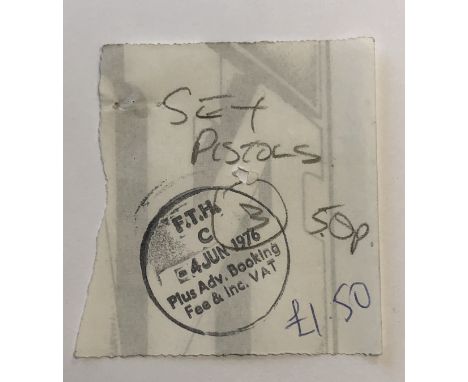 SEX
PISTOLS
3 50p
F.T.H.
C
-4 JUN 1976
Plus Adv. Booking
Fee & Inc. VAT
£1.50